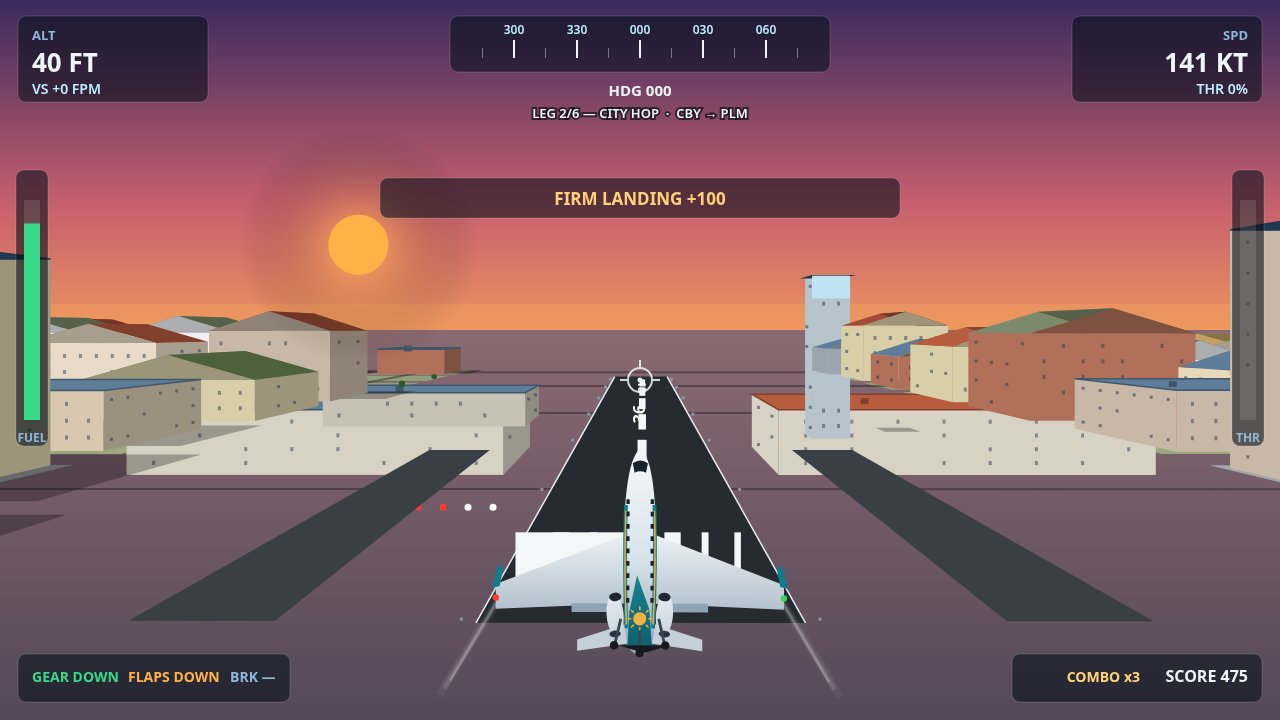 ALT
40 FT
VS +0 FPM
300 330 000 030 060
HDG 000
LEG 2/6 — CITY HOP · CBY → PLM
SPD
141 KT
THR 0%
FIRM LANDING +100
FUEL
THR
GEAR DOWN FLAPS DOWN BRK —
COMBO x3 SCORE 475